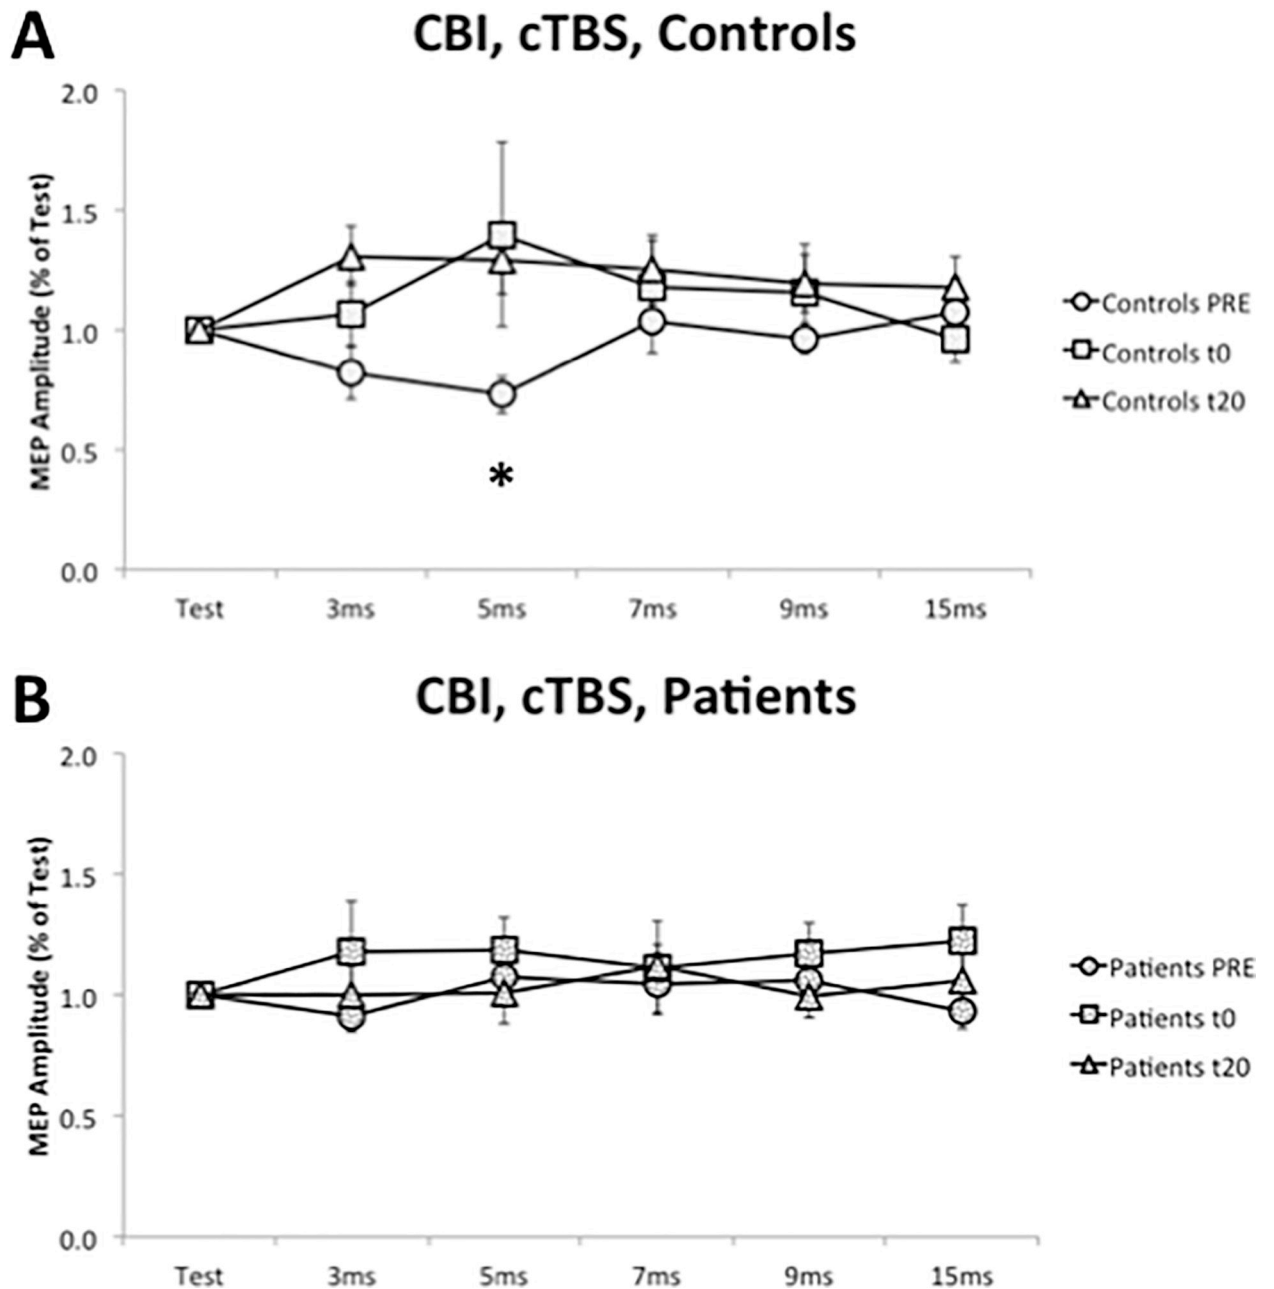 A
CBI, cTBS, Controls
MEP Amplitude (% of Test)
2.0
1.5
1.0
0.5
0.0
*
Test 3ms 5ms 7ms 9ms 15ms
Controls PRE
Controls t0
Controls t20
B
CBI, cTBS, Patients
MEP Amplitude (% of Test)
2.0
1.5
1.0
0.5
0.0
Test 3ms 5ms 7ms 9ms 15ms
Patients PRE
Patients t0
Patients t20